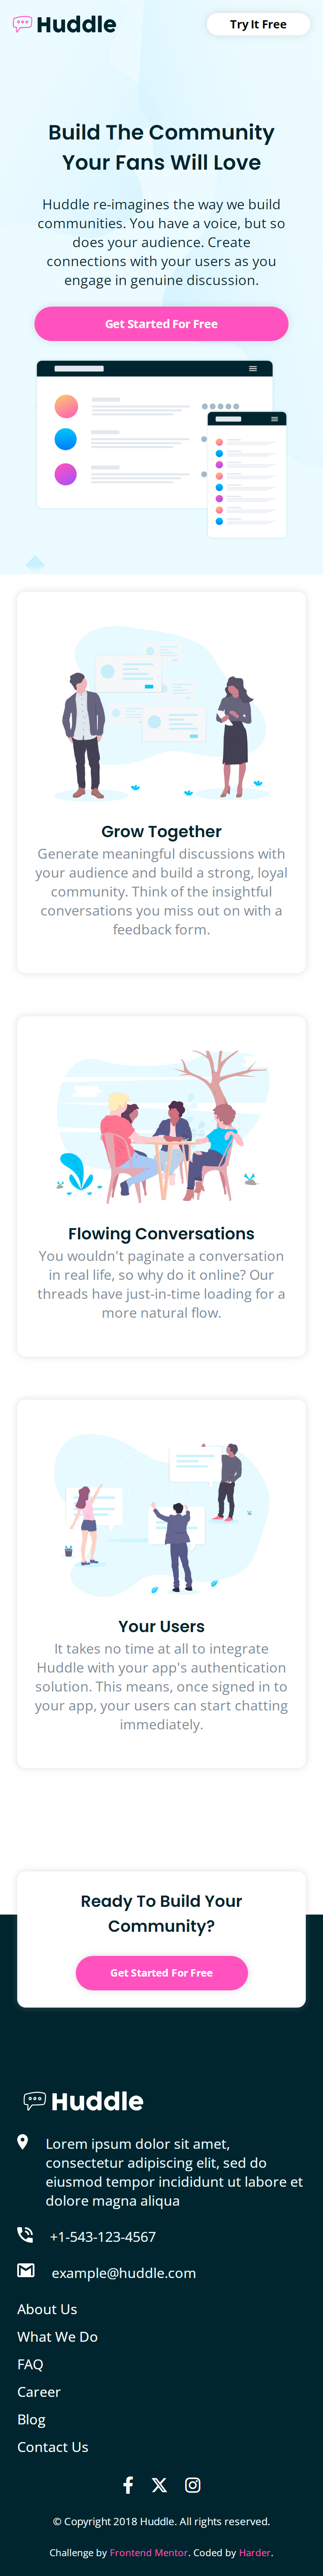 Huddle
Try It Free
Build The Community
Your Fans Will Love
Huddle re-imagines the way we build
communities. You have a voice, but so
does your audience. Create
connections with your users as you
engage in genuine discussion.
Get Started For Free
Grow Together
Generate meaningful discussions with
your audience and build a strong, loyal
community. Think of the insightful
conversations you miss out on with a
feedback form.
Flowing Conversations
You wouldn't paginate a conversation
in real life, so why do it online? Our
threads have just-in-time loading for a
more natural flow.
Your Users
It takes no time at all to integrate
Huddle with your app's authentication
solution. This means, once signed in to
your app, your users can start chatting
immediately.
Ready To Build Your
Community?
Get Started For Free
Huddle
Lorem ipsum dolor sit amet,
consectetur adipiscing elit, sed do
eiusmod tempor incididunt ut labore et
dolore magna aliqua
+1-543-123-4567
example@huddle.com
About Us
What We Do
FAQ
Career
Blog
Contact Us
© Copyright 2018 Huddle. All rights reserved.
Challenge by Frontend Mentor. Coded by Harder.